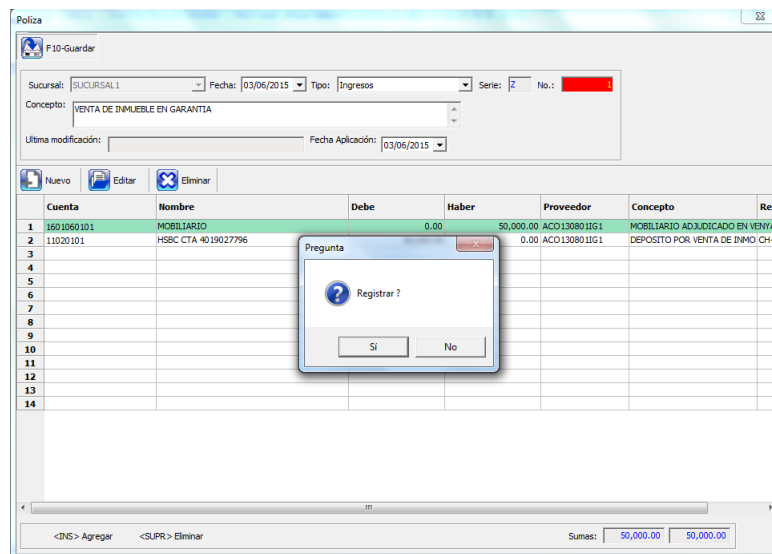 Poliza
F10-Guardar
Sucursal: SUCURSAL1 Fecha: 03/06/2015 Tipo: Ingresos Serie: Z No.: 1
Concepto: VENTA DE INMUEBLE EN GARANTIA
Ultima modificación: Fecha Aplicación: 03/06/2015
Nuevo Editar Eliminar
Cuenta Nombre Debe Haber Proveedor Concepto Re
1 1601060101 MOBILIARIO 0.00 50,000.00 ACO130801IG1 MOBILIARIO ADJUDICADO EN VENYA
2 11020101 HSBC CTA 4019027796 0.00 ACO130801IG1 DEPOSITO POR VENTA DE INMO CH-
3
4
5
6
7
8
9
10
11
12
13
14
Pregunta
Registrar ?
Sí No
<INS> Agregar <SUPR> Eliminar Sumas: 50,000.00 50,000.00